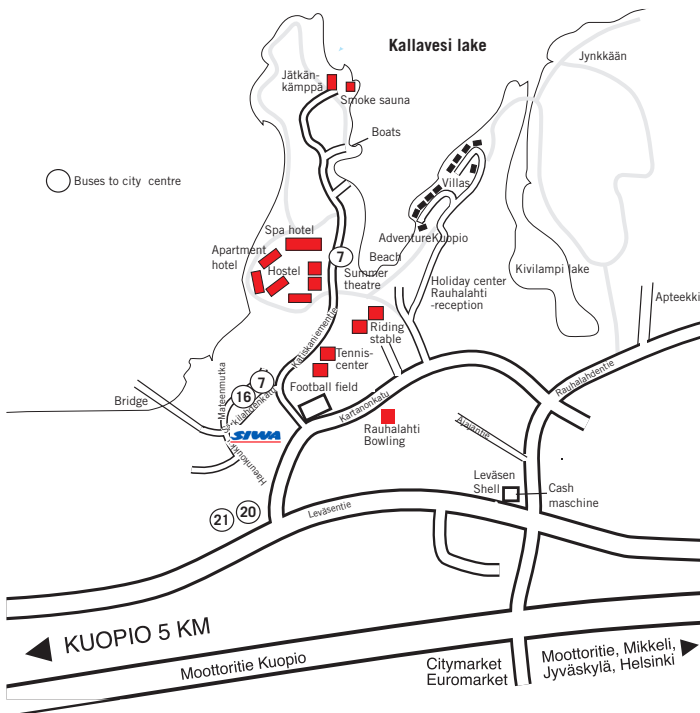 Kallavesi lake
Jynkkään
Jätkän-
kämppä
Smoke sauna
Boats
Buses to city centre
Villas
Spa hotel
AdventureKuopio
Apartment
hotel
7
Beach
Hostel
Summer
theatre
Kivilampi lake
Holiday center
Rauhalahti
-reception
Apteekki
Katiskaniementie
Riding
stable
Tennis-
center
Rauhalahdentie
7
Football field
16
Matteenmutka
Bridge
Kartanonkatu
SIWA
Rauhalahti
Bowling
Ajajantie
Leväsen
Shell
Cash
maschine
21
20
Leväsentie
KUOPIO 5 KM
Moottoritie Kuopio
Citymarket
Euromarket
Moottoritie, Mikkeli,
Jyväskylä, Helsinki